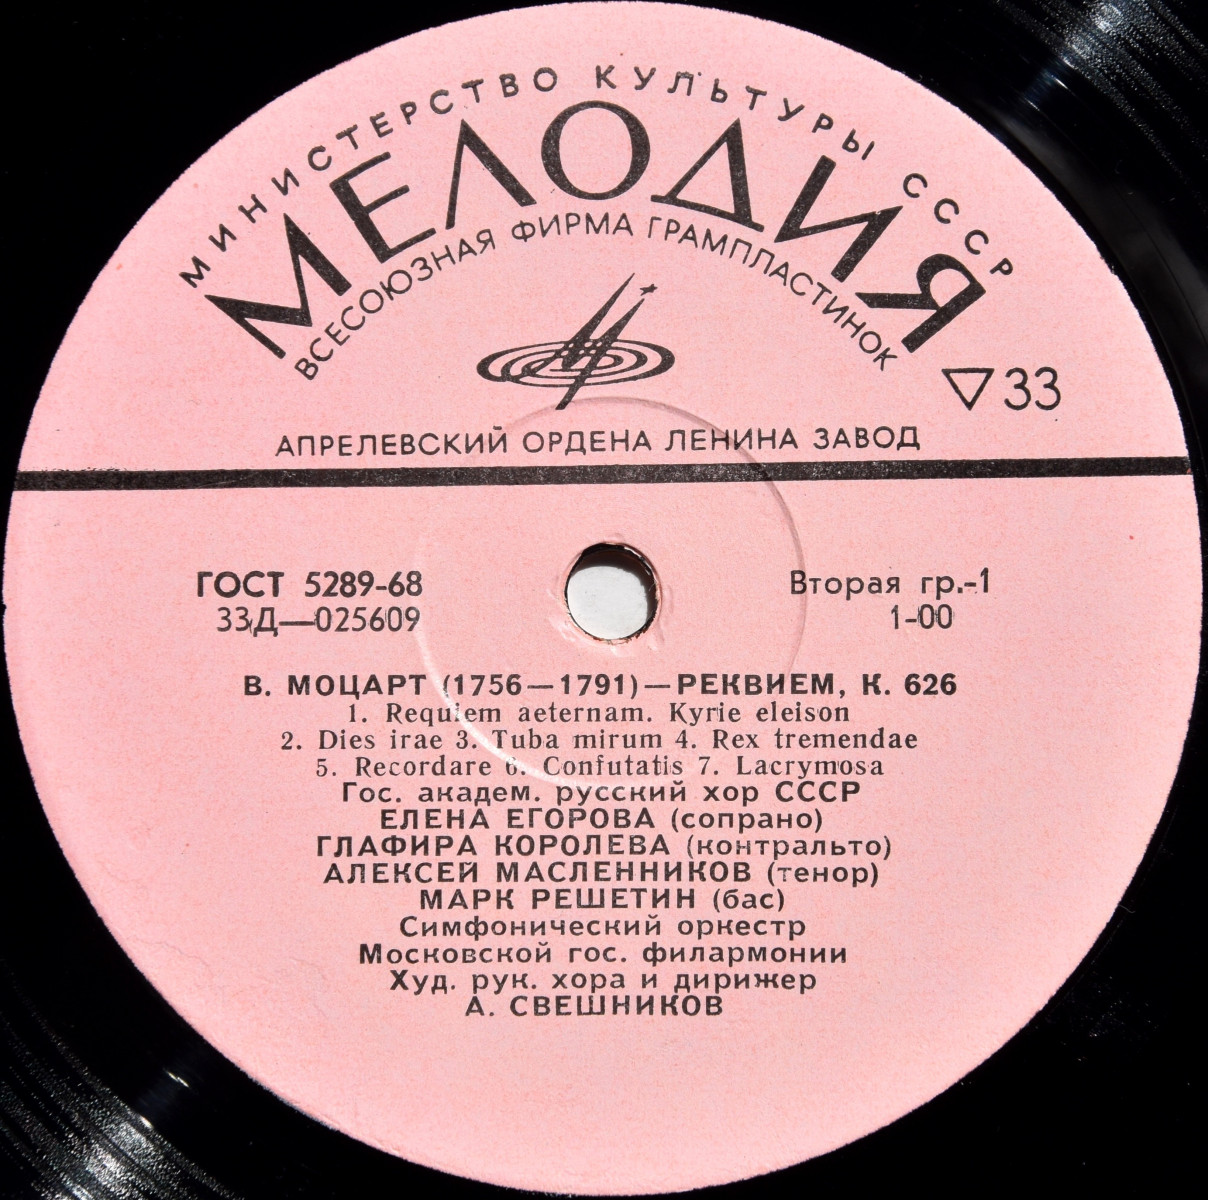 МИНИСТЕРСТВО КУЛЬТУРЫ СССР
МЕЛОДИЯ
ВСЕСОЮЗНАЯ ФИРМА ГРАМПЛАСТИНОК
▽33
АПРЕЛЕВСКИЙ ОРДЕНА ЛЕНИНА ЗАВОД
ГОСТ 5289-68
Вторая гр.-1
33Д—025609
1-00
В. МОЦАРТ (1756—1791)—РЕКВИЕМ, К. 626
1. Requiem aeternam. Kyrie eleison
2. Dies irae 3. Tuba mirum 4. Rex tremendae
5. Recordare 6. Confutatis 7. Lacrymosa
Гос. академ. русский хор СССР
ЕЛЕНА ЕГОРОВА (сопрано)
ГЛАФИРА КОРОЛЕВА (контральто)
АЛЕКСЕЙ МАСЛЕННИКОВ (тенор)
МАРК РЕШЕТИН (бас)
Симфонический оркестр
Московской гос. филармонии
Худ. рук. хора и дирижер
А. СВЕШНИКОВ